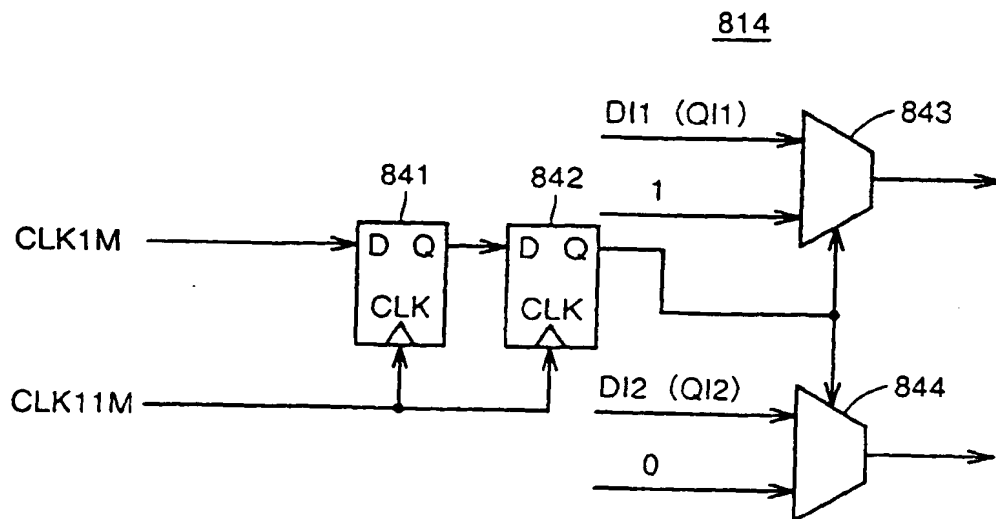 814
DI1 (QI1)
843
841
842
1
CLK1M
D Q
D Q
CLK
CLK
CLK11M
DI2 (QI2)
844
0